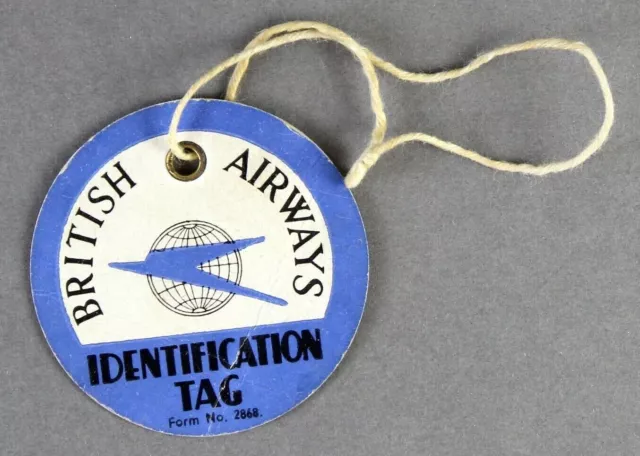 BRITISH AIRWAYS
IDENTIFICATION
TAG
Form No. 2868.